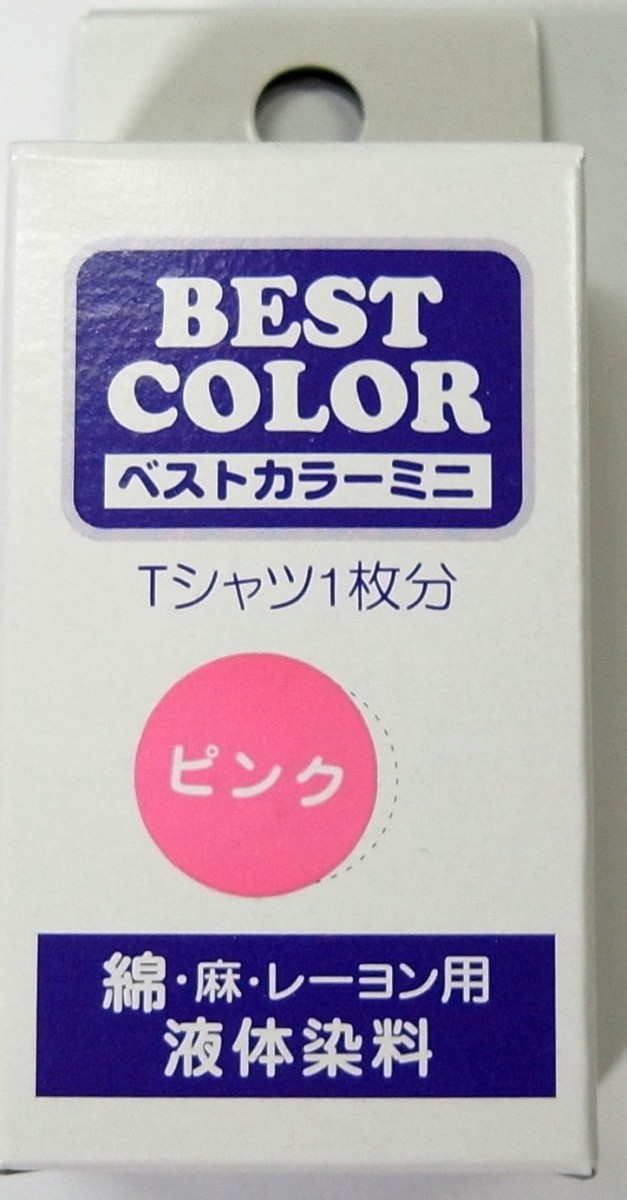 BEST
COLOR
ベストカラーミニ
Tシャツ1枚分
ピンク
綿・麻・レーヨン用
液体染料